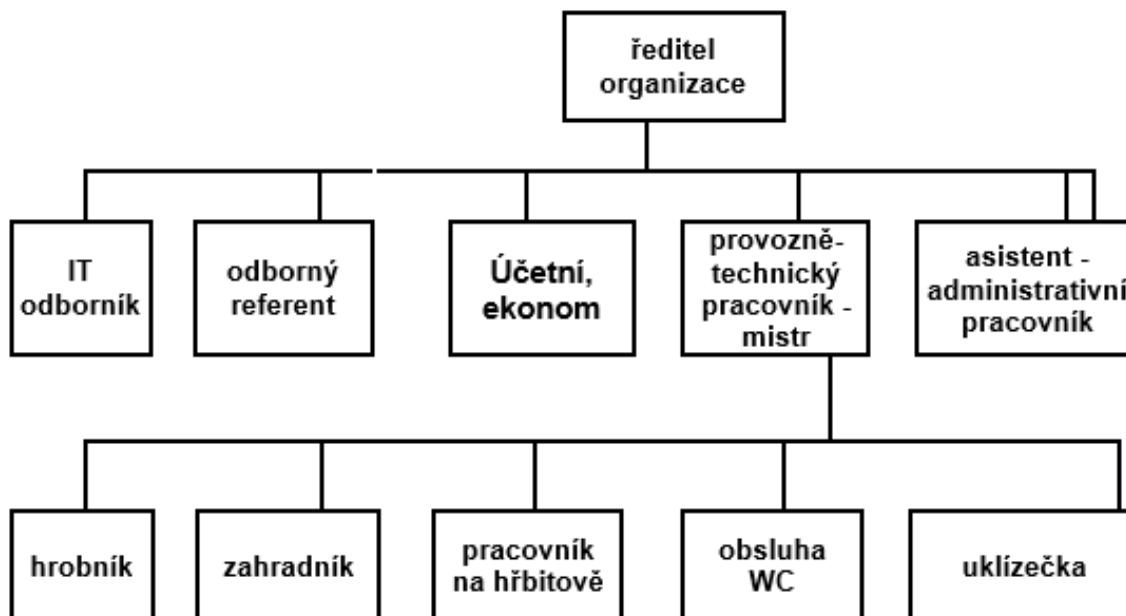 ředitel
organizace
IT
odborník
odborný
referent
Účetní,
ekonom
provozně-
technický
pracovník -
mistr
asistent -
administrativní
pracovník
hrobník
zahradník
pracovník
na hřbitově
obsluha
WC
uklízečka